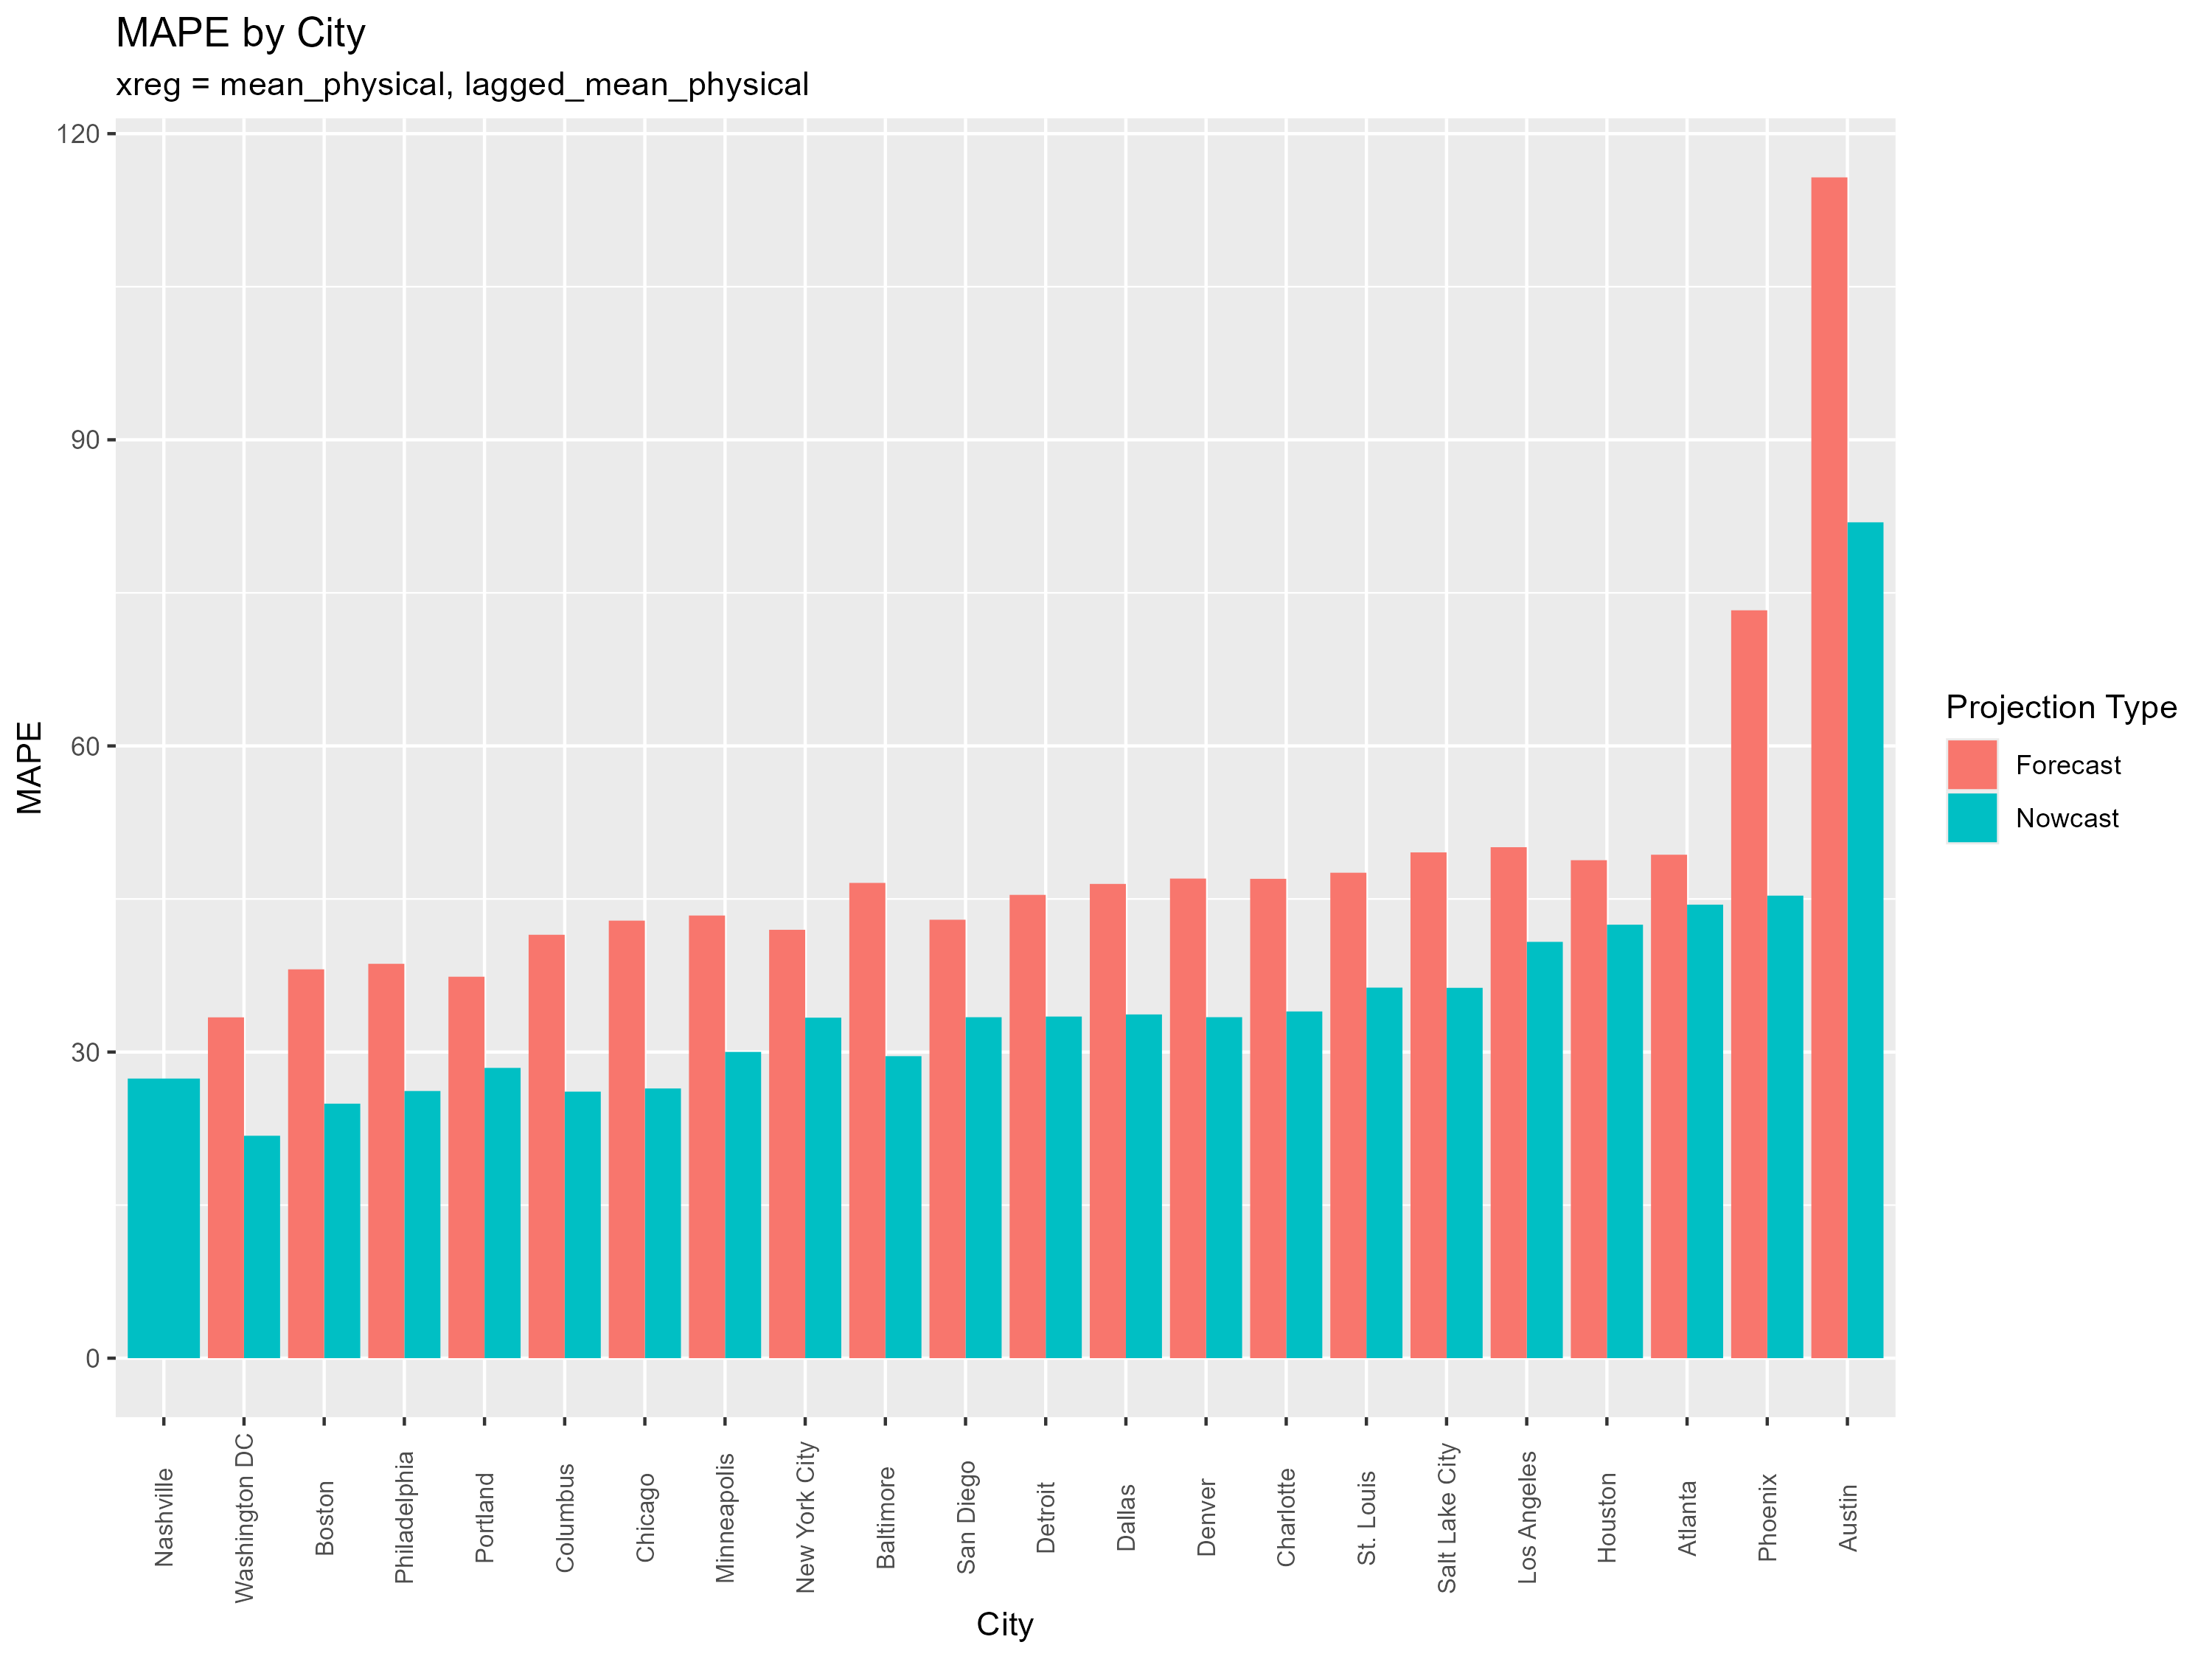 MAPE by City
xreg = mean_physical, lagged_mean_physical
120
90
60
30
0
MAPE
Nashville
Washington DC
Boston
Philadelphia
Portland
Columbus
Chicago
Minneapolis
New York City
Baltimore
San Diego
Detroit
Dallas
Denver
Charlotte
St. Louis
Salt Lake City
Los Angeles
Houston
Atlanta
Phoenix
Austin
City
Projection Type
Forecast
Nowcast